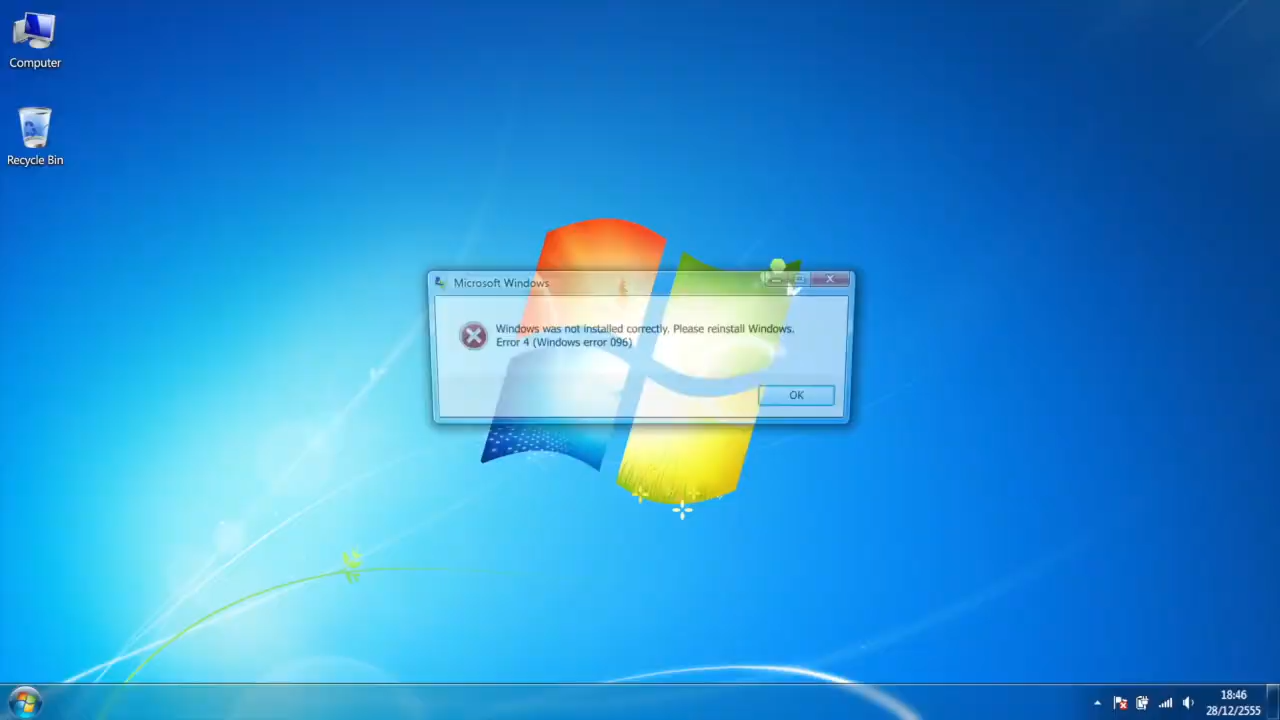 Computer
Recycle Bin
Microsoft Windows
Windows was not installed correctly. Please reinstall Windows.
Error 4 (Windows error 096)
OK
18:46
28/12/2555